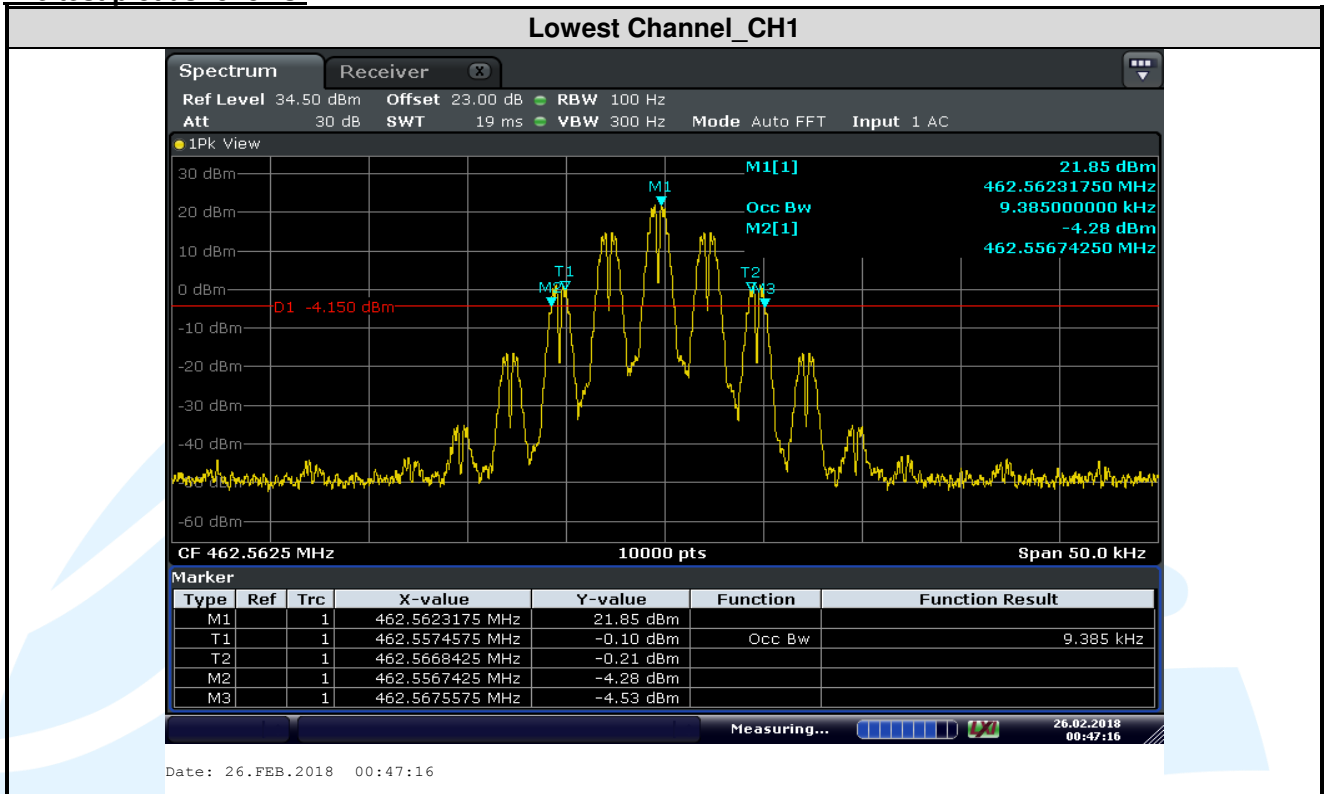 Lowest Channel_CH1
Spectrum Receiver X
Ref Level 34.50 dBm Offset 23.00 dB RBW 100 Hz
Att 30 dB SWT 19 ms VBW 300 Hz Mode Auto FFT Input 1 AC
1Pk View
M1[1] 21.85 dBm
462.56231750 MHz
Occ Bw 9.385000000 kHz
M2[1] -4.28 dBm
462.55674250 MHz
30 dBm
20 dBm
10 dBm
0 dBm
D1 -4.150 dBm
-10 dBm
-20 dBm
-30 dBm
-40 dBm
-60 dBm
M1
T1
T2
CF 462.5625 MHz 10000 pts Span 50.0 kHz
Marker
Type Ref Trc X-value Y-value Function Function Result
M1 1 462.5623175 MHz 21.85 dBm
T1 1 462.5574575 MHz -0.10 dBm Occ Bw 9.385 kHz
T2 1 462.5668425 MHz -0.21 dBm
M2 1 462.5567425 MHz -4.28 dBm
M3 1 462.5675575 MHz -4.53 dBm
Measuring... LXI 26.02.2018
00:47:16
Date: 26.FEB.2018 00:47:16